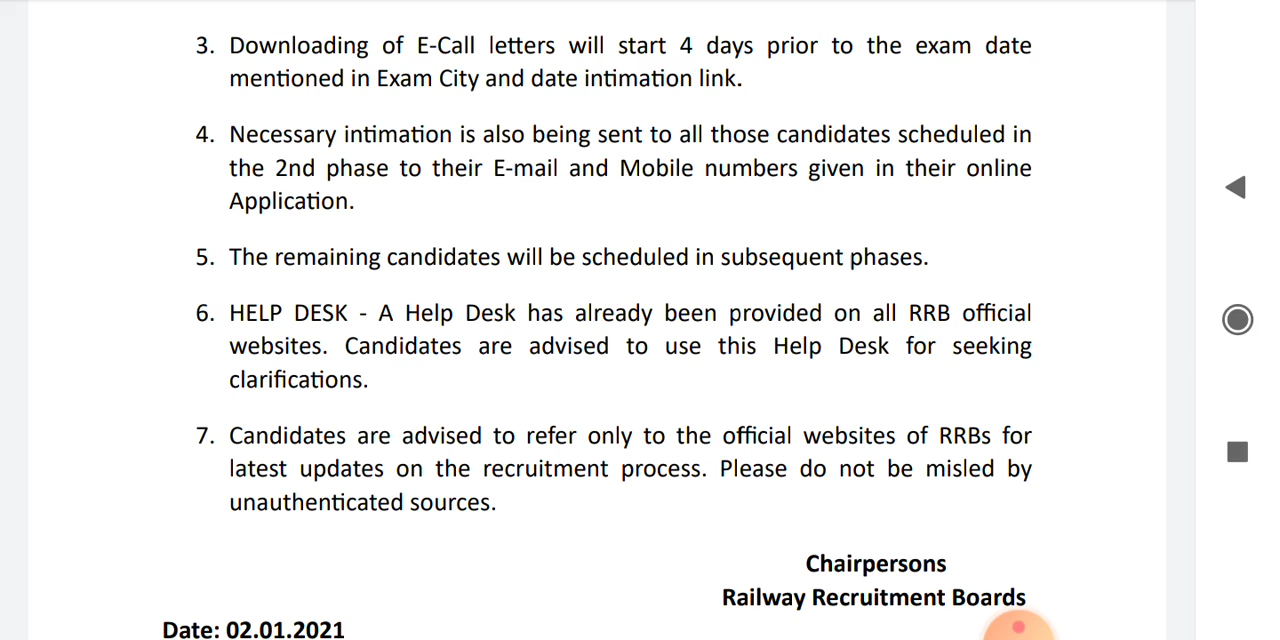 3. Downloading of E-Call letters will start 4 days prior to the exam date
mentioned in Exam City and date intimation link.
4. Necessary intimation is also being sent to all those candidates scheduled in
the 2nd phase to their E-mail and Mobile numbers given in their online
Application.
5. The remaining candidates will be scheduled in subsequent phases.
6. HELP DESK - A Help Desk has already been provided on all RRB official
websites. Candidates are advised to use this Help Desk for seeking
clarifications.
7. Candidates are advised to refer only to the official websites of RRBs for
latest updates on the recruitment process. Please do not be misled by
unauthenticated sources.
Chairpersons
Railway Recruitment Boards
Date: 02.01.2021